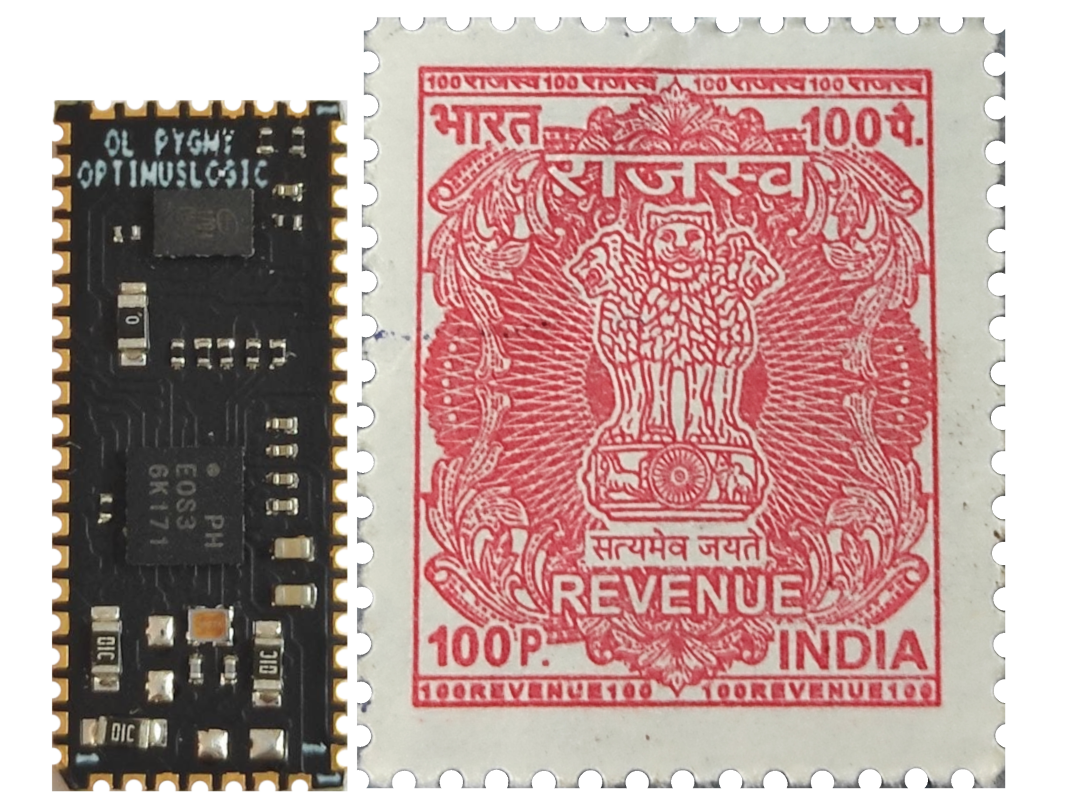 OL PYGMY
OPTIMUSLOGIC
0
PH
EOS3
6K171
01C
01C
01C
100 राजस्व 100 राजस्व 100 राजस्व 100 राजस्व
भारत 100 पै.
राजस्व
सत्यमेव जयते
REVENUE
100P. INDIA
100REVENUE100 100REVENUE100